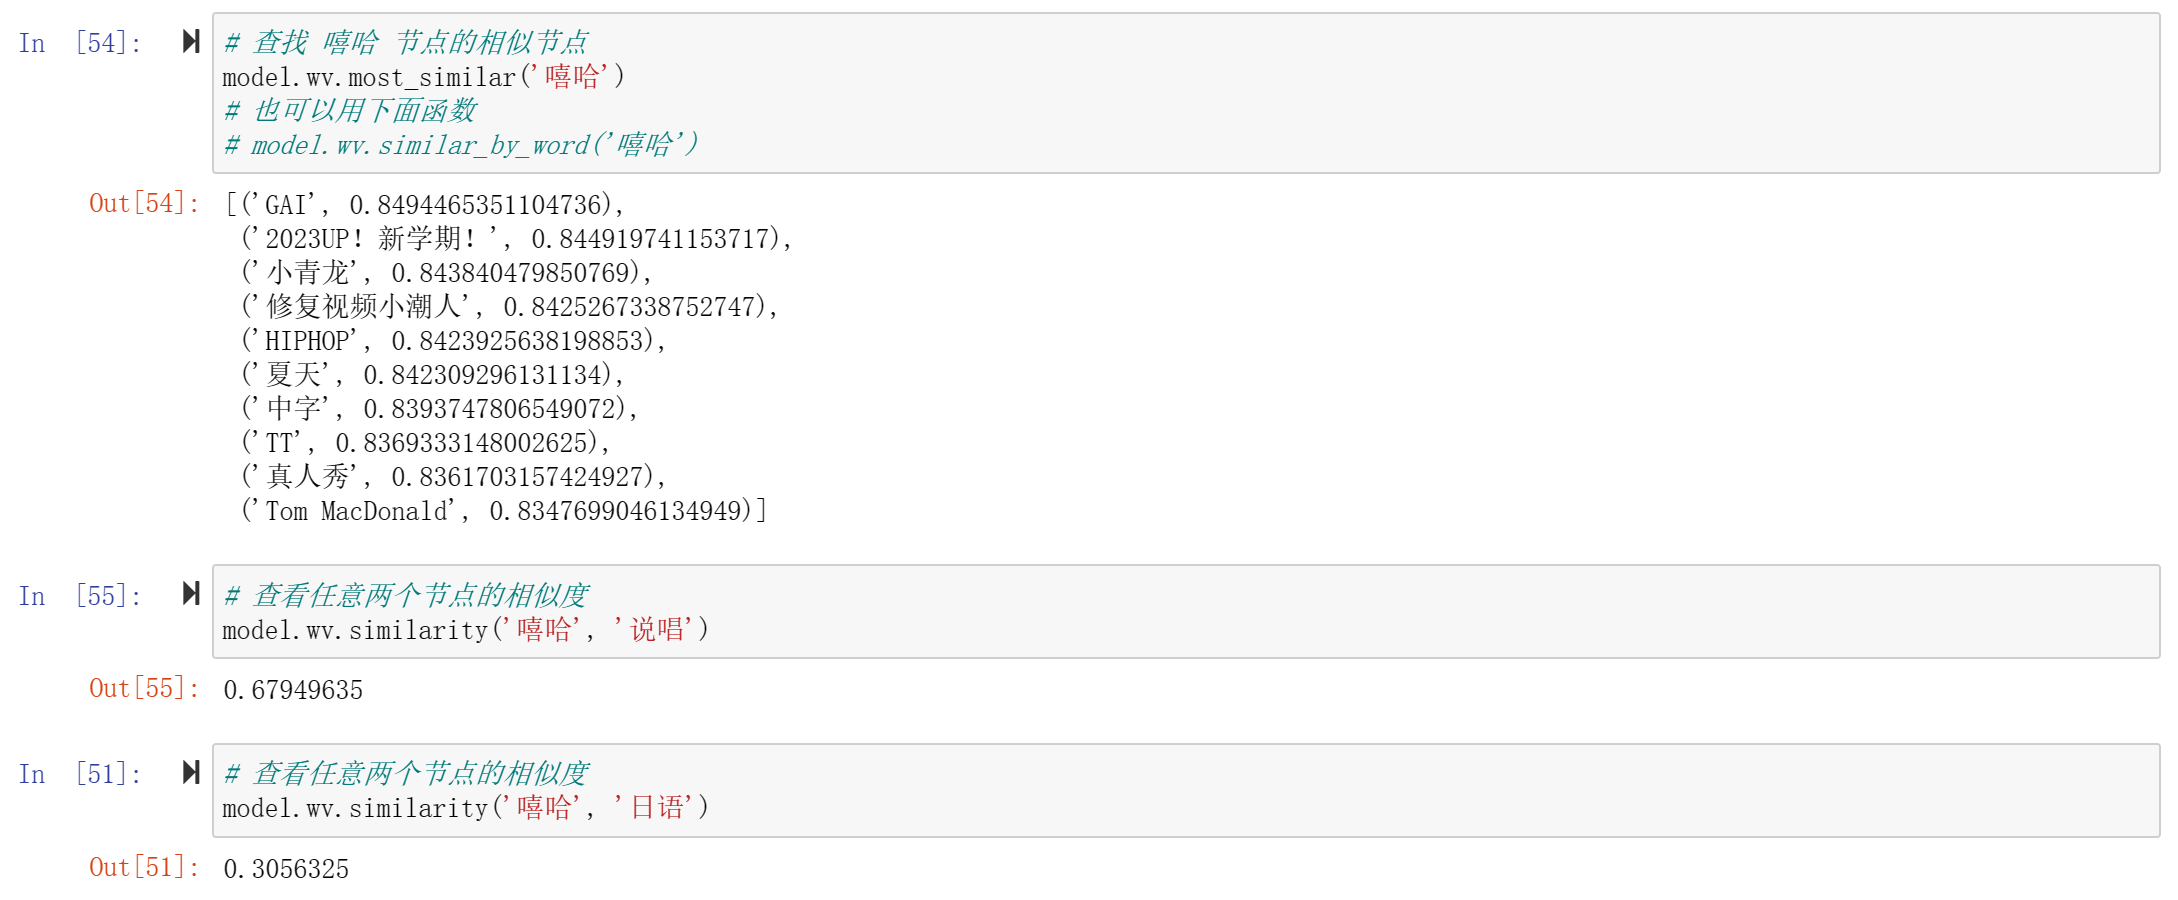 In [54]:
# 查找 嘻哈 节点的相似节点
model.wv.most_similar('嘻哈')
# 也可以用下面函数
# model.wv.similar_by_word('嘻哈')
Out[54]:
[('GAI', 0.8494465351104736),
('2023UP！新学期！', 0.844919741153717),
('小青龙', 0.843840479850769),
('修复视频小潮人', 0.8425267338752747),
('HIPHOP', 0.8423925638198853),
('夏天', 0.842309296131134),
('中字', 0.8393747806549072),
('TT', 0.8369333148002625),
('真人秀', 0.8361703157424927),
('Tom MacDonald', 0.8347699046134949)]
In [55]:
# 查看任意两个节点的相似度
model.wv.similarity('嘻哈', '说唱')
Out[55]:
0.67949635
In [51]:
# 查看任意两个节点的相似度
model.wv.similarity('嘻哈', '日语')
Out[51]:
0.3056325